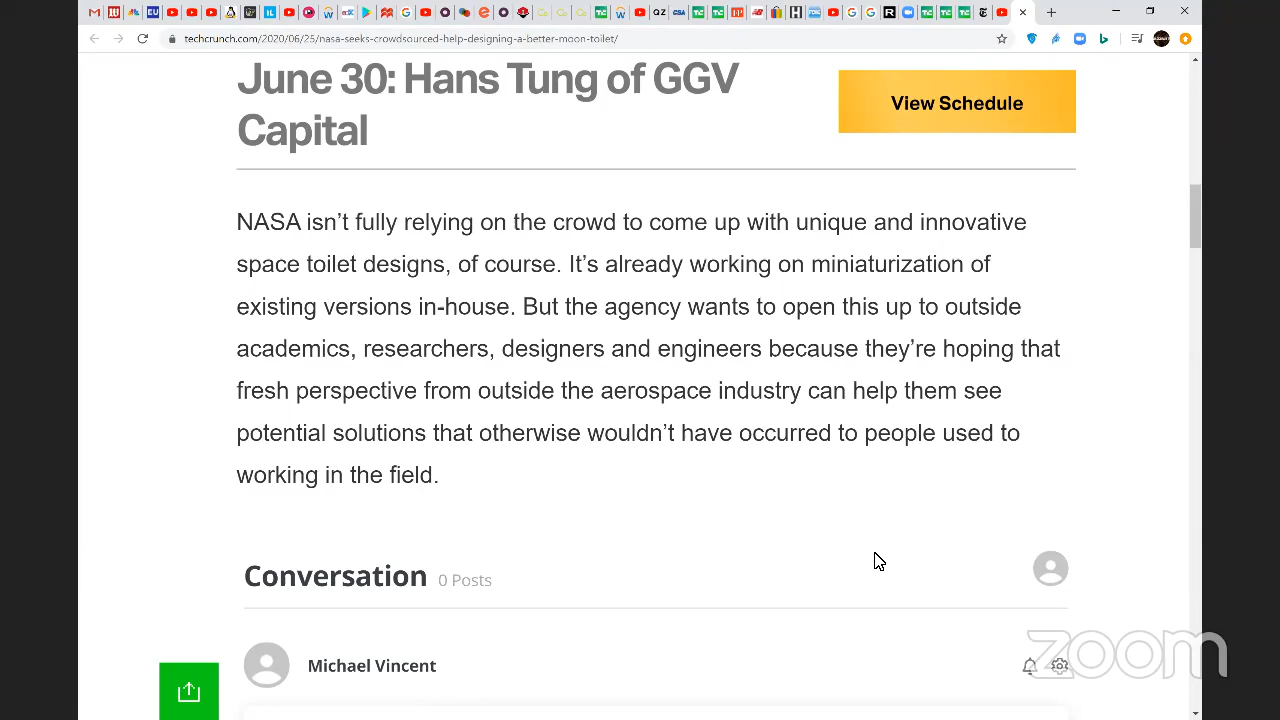 techcrunch.com/2020/06/25/nasa-seeks-crowdsourced-help-designing-a-better-moon-toilet/
June 30: Hans Tung of GGV
Capital
View Schedule
NASA isn’t fully relying on the crowd to come up with unique and innovative
space toilet designs, of course. It’s already working on miniaturization of
existing versions in-house. But the agency wants to open this up to outside
academics, researchers, designers and engineers because they’re hoping that
fresh perspective from outside the aerospace industry can help them see
potential solutions that otherwise wouldn’t have occurred to people used to
working in the field.
Conversation 0 Posts
Michael Vincent
zoom